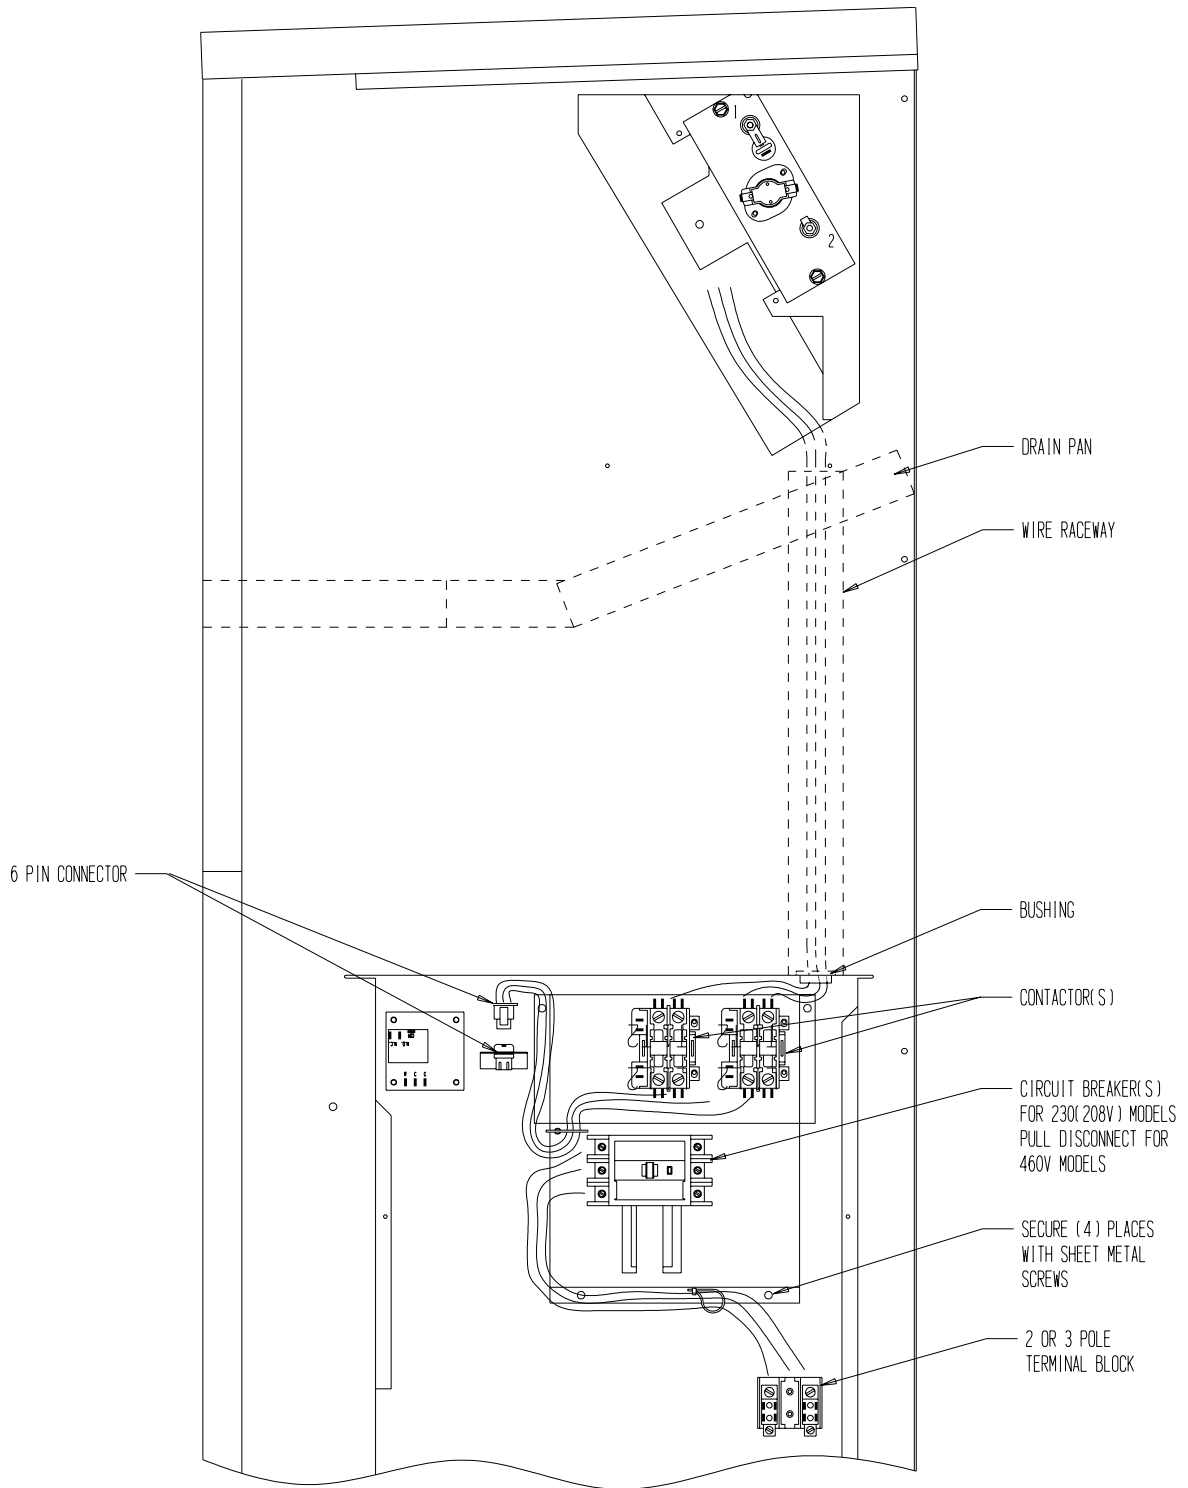 1
2
DRAIN PAN
WIRE RACEWAY
6 PIN CONNECTOR
BUSHING
CONTACTOR(S)
CIRCUIT BREAKER(S)
FOR 230(208V) MODELS
PULL DISCONNECT FOR
460V MODELS
SECURE (4) PLACES
WITH SHEET METAL
SCREWS
2 OR 3 POLE
TERMINAL BLOCK